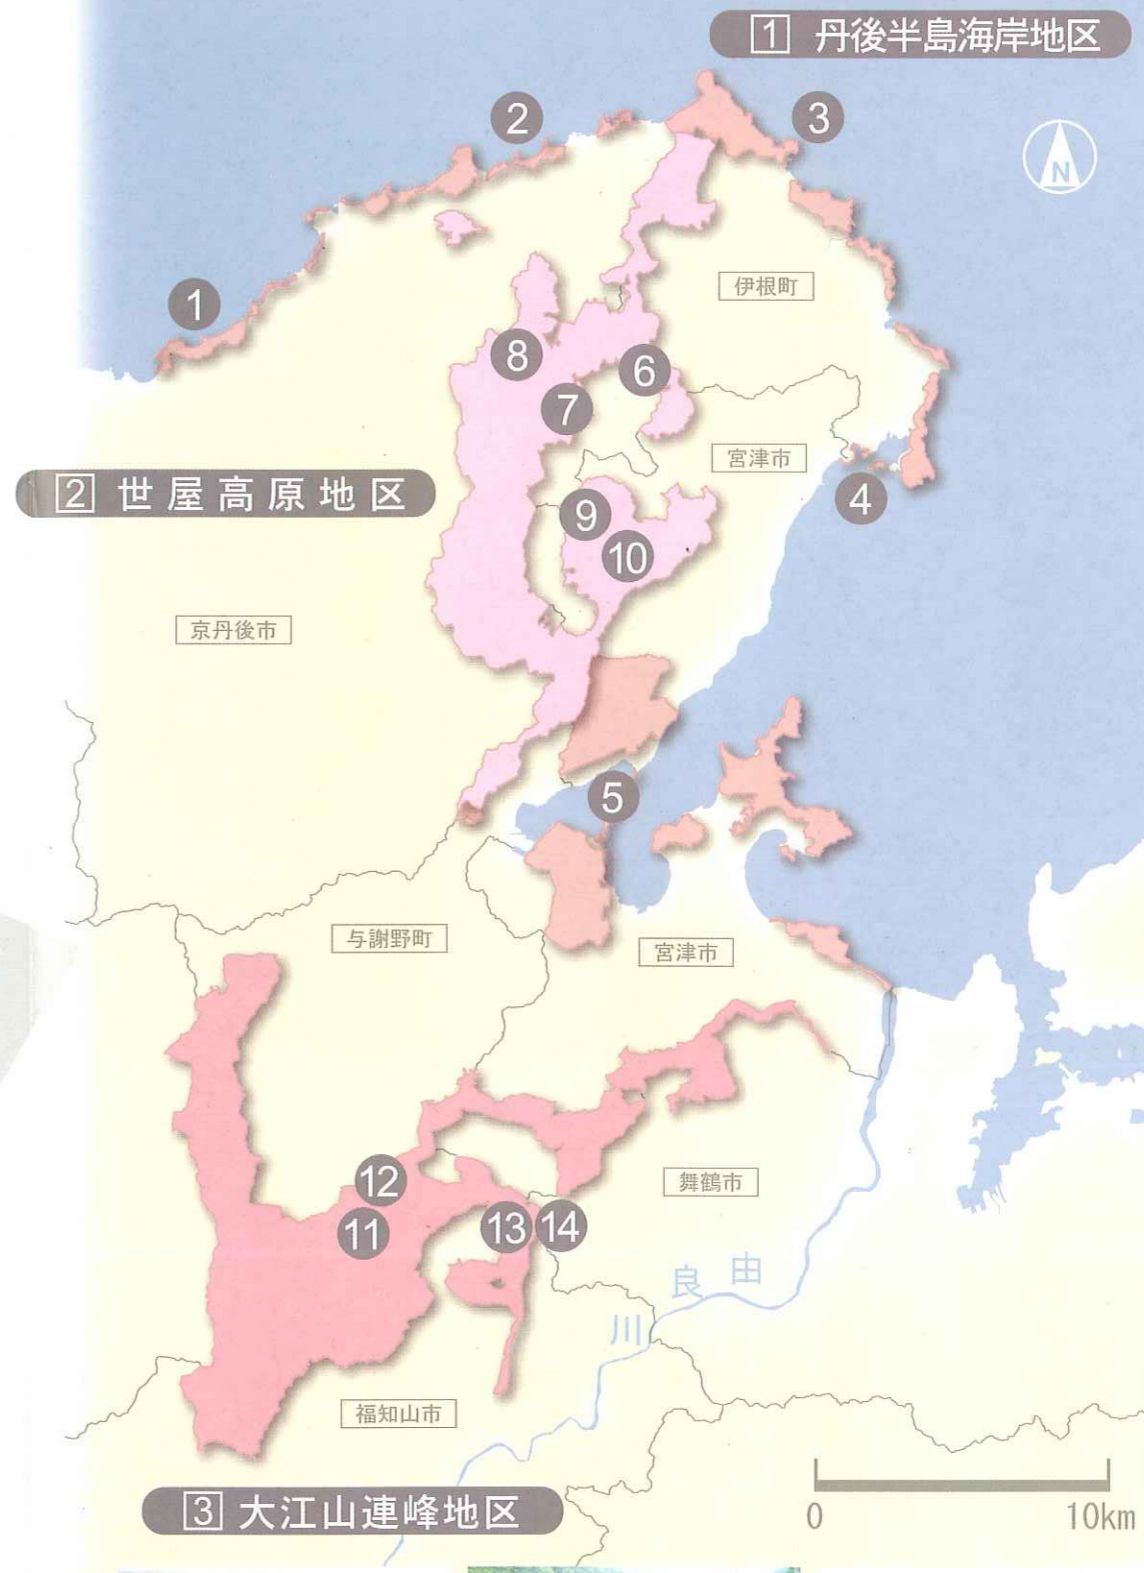 1 丹後半島海岸地区
2
3
N
1
伊根町
8
6
7
宮津市
2 世屋高原地区
4
9
10
京丹後市
5
与謝野町
宮津市
12
舞鶴市
11
13
14
由良川
福知山市
3 大江山連峰地区
0 10km